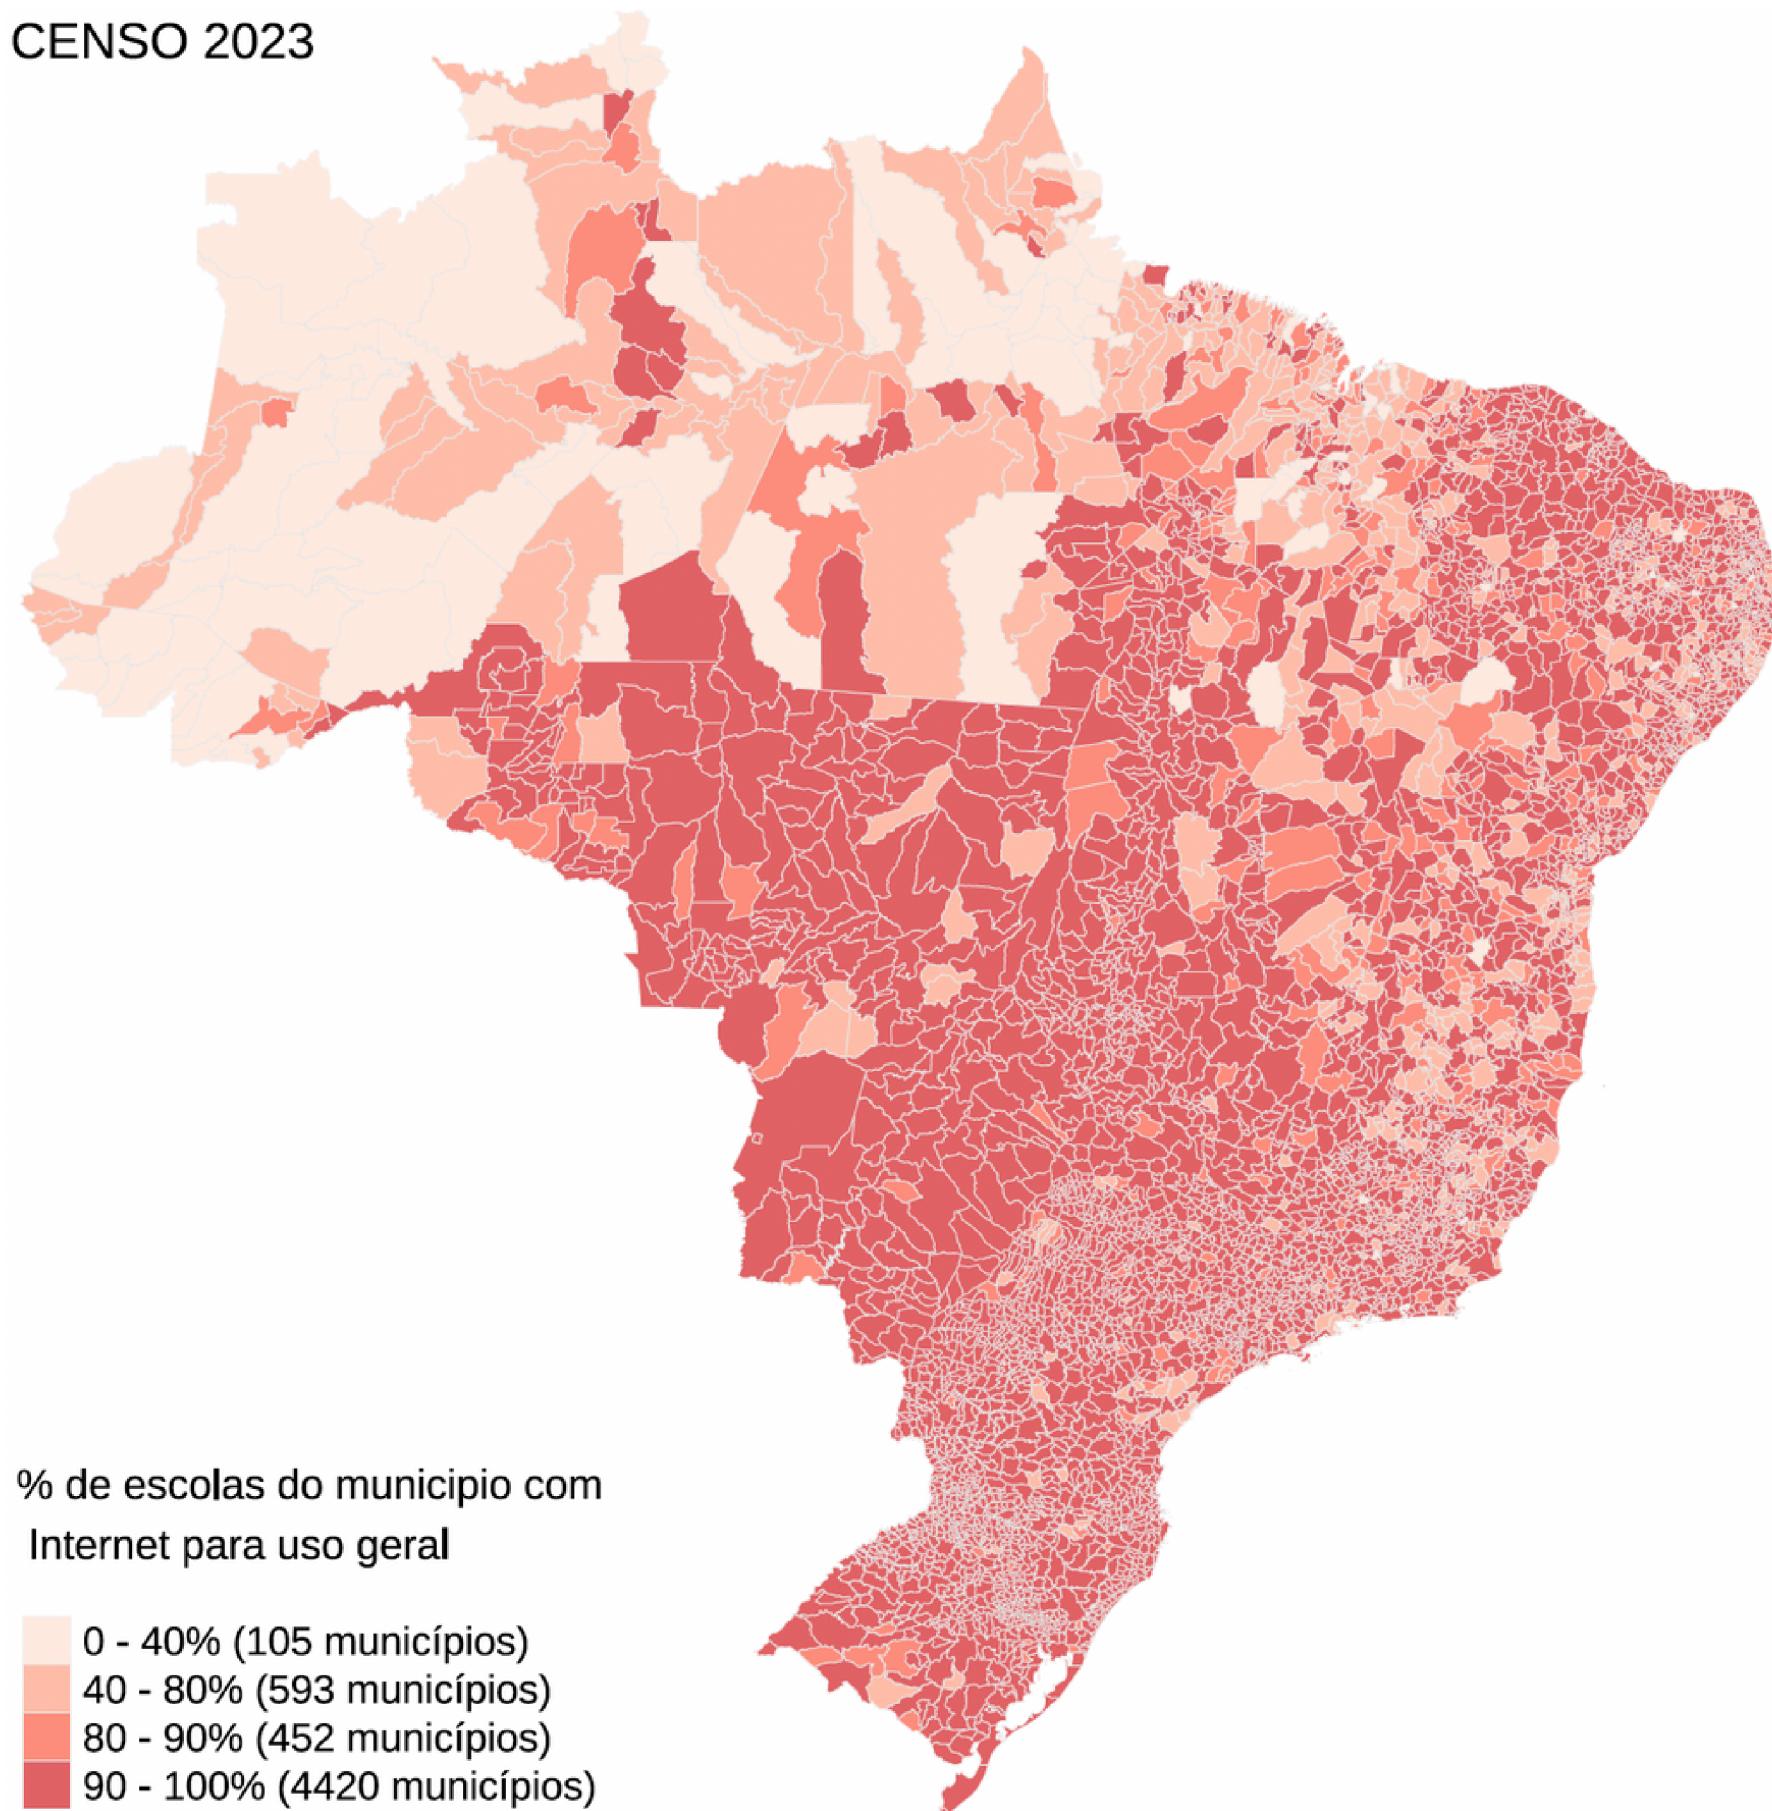 CENSO 2023
% de escolas do municipio com
Internet para uso geral
0 - 40% (105 municípios)
40 - 80% (593 municípios)
80 - 90% (452 municípios)
90 - 100% (4420 municípios)